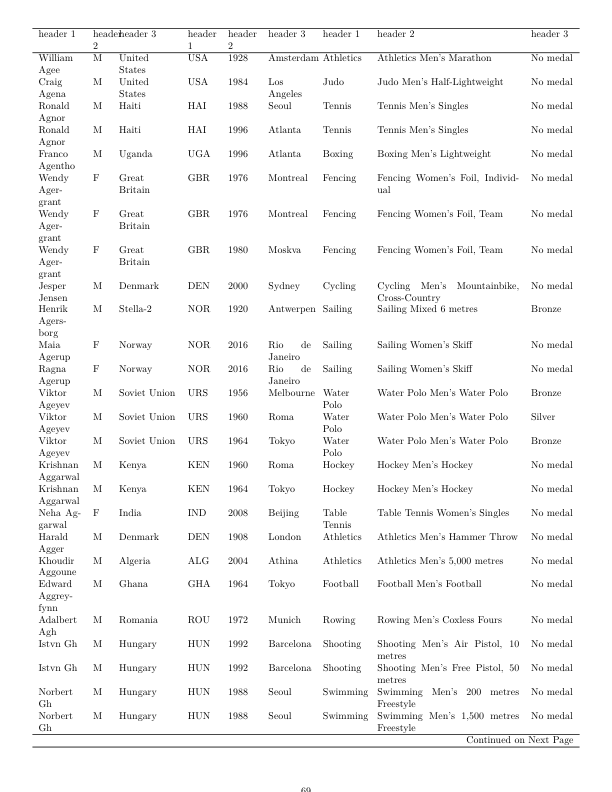 header 1 header 2 header 3 header 1 header 2 header 3 header 1 header 2 header 3
William Agee M United States USA 1928 Amsterdam Athletics Athletics Men's Marathon No medal
Craig Agena M United States USA 1984 Los Angeles Judo Judo Men's Half-Lightweight No medal
Ronald Agnor M Haiti HAI 1988 Seoul Tennis Tennis Men's Singles No medal
Ronald Agnor M Haiti HAI 1996 Atlanta Tennis Tennis Men's Singles No medal
Franco Agentho M Uganda UGA 1996 Atlanta Boxing Boxing Men's Lightweight No medal
Wendy Ager-grant F Great Britain GBR 1976 Montreal Fencing Fencing Women's Foil, Individ-ual No medal
Wendy Ager-grant F Great Britain GBR 1976 Montreal Fencing Fencing Women's Foil, Team No medal
Wendy Ager-grant F Great Britain GBR 1980 Moskva Fencing Fencing Women's Foil, Team No medal
Jesper Jensen M Denmark DEN 2000 Sydney Cycling Cycling Men's Mountainbike, Cross-Country No medal
Henrik Agers-borg M Stella-2 NOR 1920 Antwerpen Sailing Sailing Mixed 6 metres Bronze
Maia Agerup F Norway NOR 2016 Rio de Janeiro Sailing Sailing Women's Skiff No medal
Ragna Agerup F Norway NOR 2016 Rio de Janeiro Sailing Sailing Women's Skiff No medal
Viktor Ageyev M Soviet Union URS 1956 Melbourne Water Polo Water Polo Men's Water Polo Bronze
Viktor Ageyev M Soviet Union URS 1960 Roma Water Polo Water Polo Men's Water Polo Silver
Viktor Ageyev M Soviet Union URS 1964 Tokyo Water Polo Water Polo Men's Water Polo Bronze
Krishnan Aggarwal M Kenya KEN 1960 Roma Hockey Hockey Men's Hockey No medal
Krishnan Aggarwal M Kenya KEN 1964 Tokyo Hockey Hockey Men's Hockey No medal
Neha Ag-garwal F India IND 2008 Beijing Table Tennis Table Tennis Women's Singles No medal
Harald Agger M Denmark DEN 1908 London Athletics Athletics Men's Hammer Throw No medal
Khoudir Aggoune M Algeria ALG 2004 Athina Athletics Athletics Men's 5,000 metres No medal
Edward Aggrey-fynn M Ghana GHA 1964 Tokyo Football Football Men's Football No medal
Adalbert Agh M Romania ROU 1972 Munich Rowing Rowing Men's Coxless Fours No medal
Istvn Gh M Hungary HUN 1992 Barcelona Shooting Shooting Men's Air Pistol, 10 metres No medal
Istvn Gh M Hungary HUN 1992 Barcelona Shooting Shooting Men's Free Pistol, 50 metres No medal
Norbert Gh M Hungary HUN 1988 Seoul Swimming Swimming Men's 200 metres Freestyle No medal
Norbert Gh M Hungary HUN 1988 Seoul Swimming Swimming Men's 1,500 metres Freestyle No medal
Continued on Next Page
69